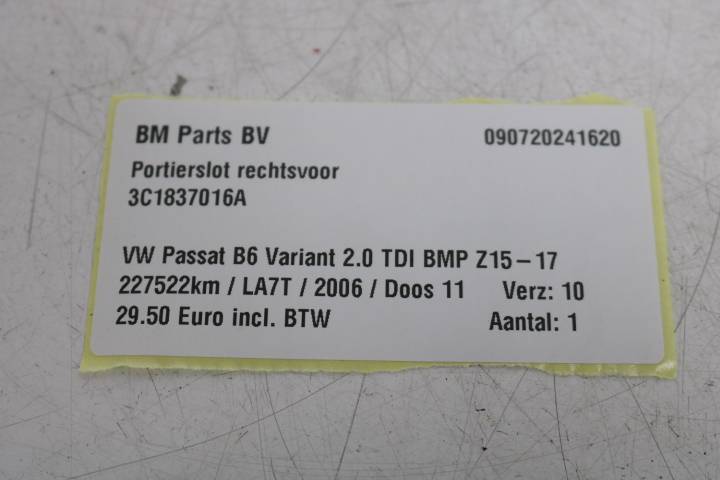 BM Parts BV 090720241620
Portierslot rechtsvoor
3C1837016A
VW Passat B6 Variant 2.0 TDI BMP Z15-17
227522km / LA7T / 2006 / Doos 11 Verz: 10
29.50 Euro incl. BTW Aantal: 1